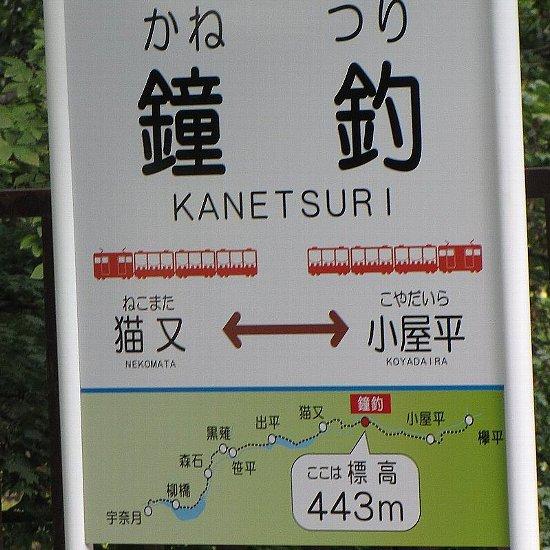 かね つり
鐘 釣
KANETSURI
ねこまた こやだいら
猫又 小屋平
NEKOMATA KOYADAIRA
鐘釣
猫又 小屋平
出平
黒薙 欅平
笹平
森石
柳橋
宇奈月
ここは 標高
443m